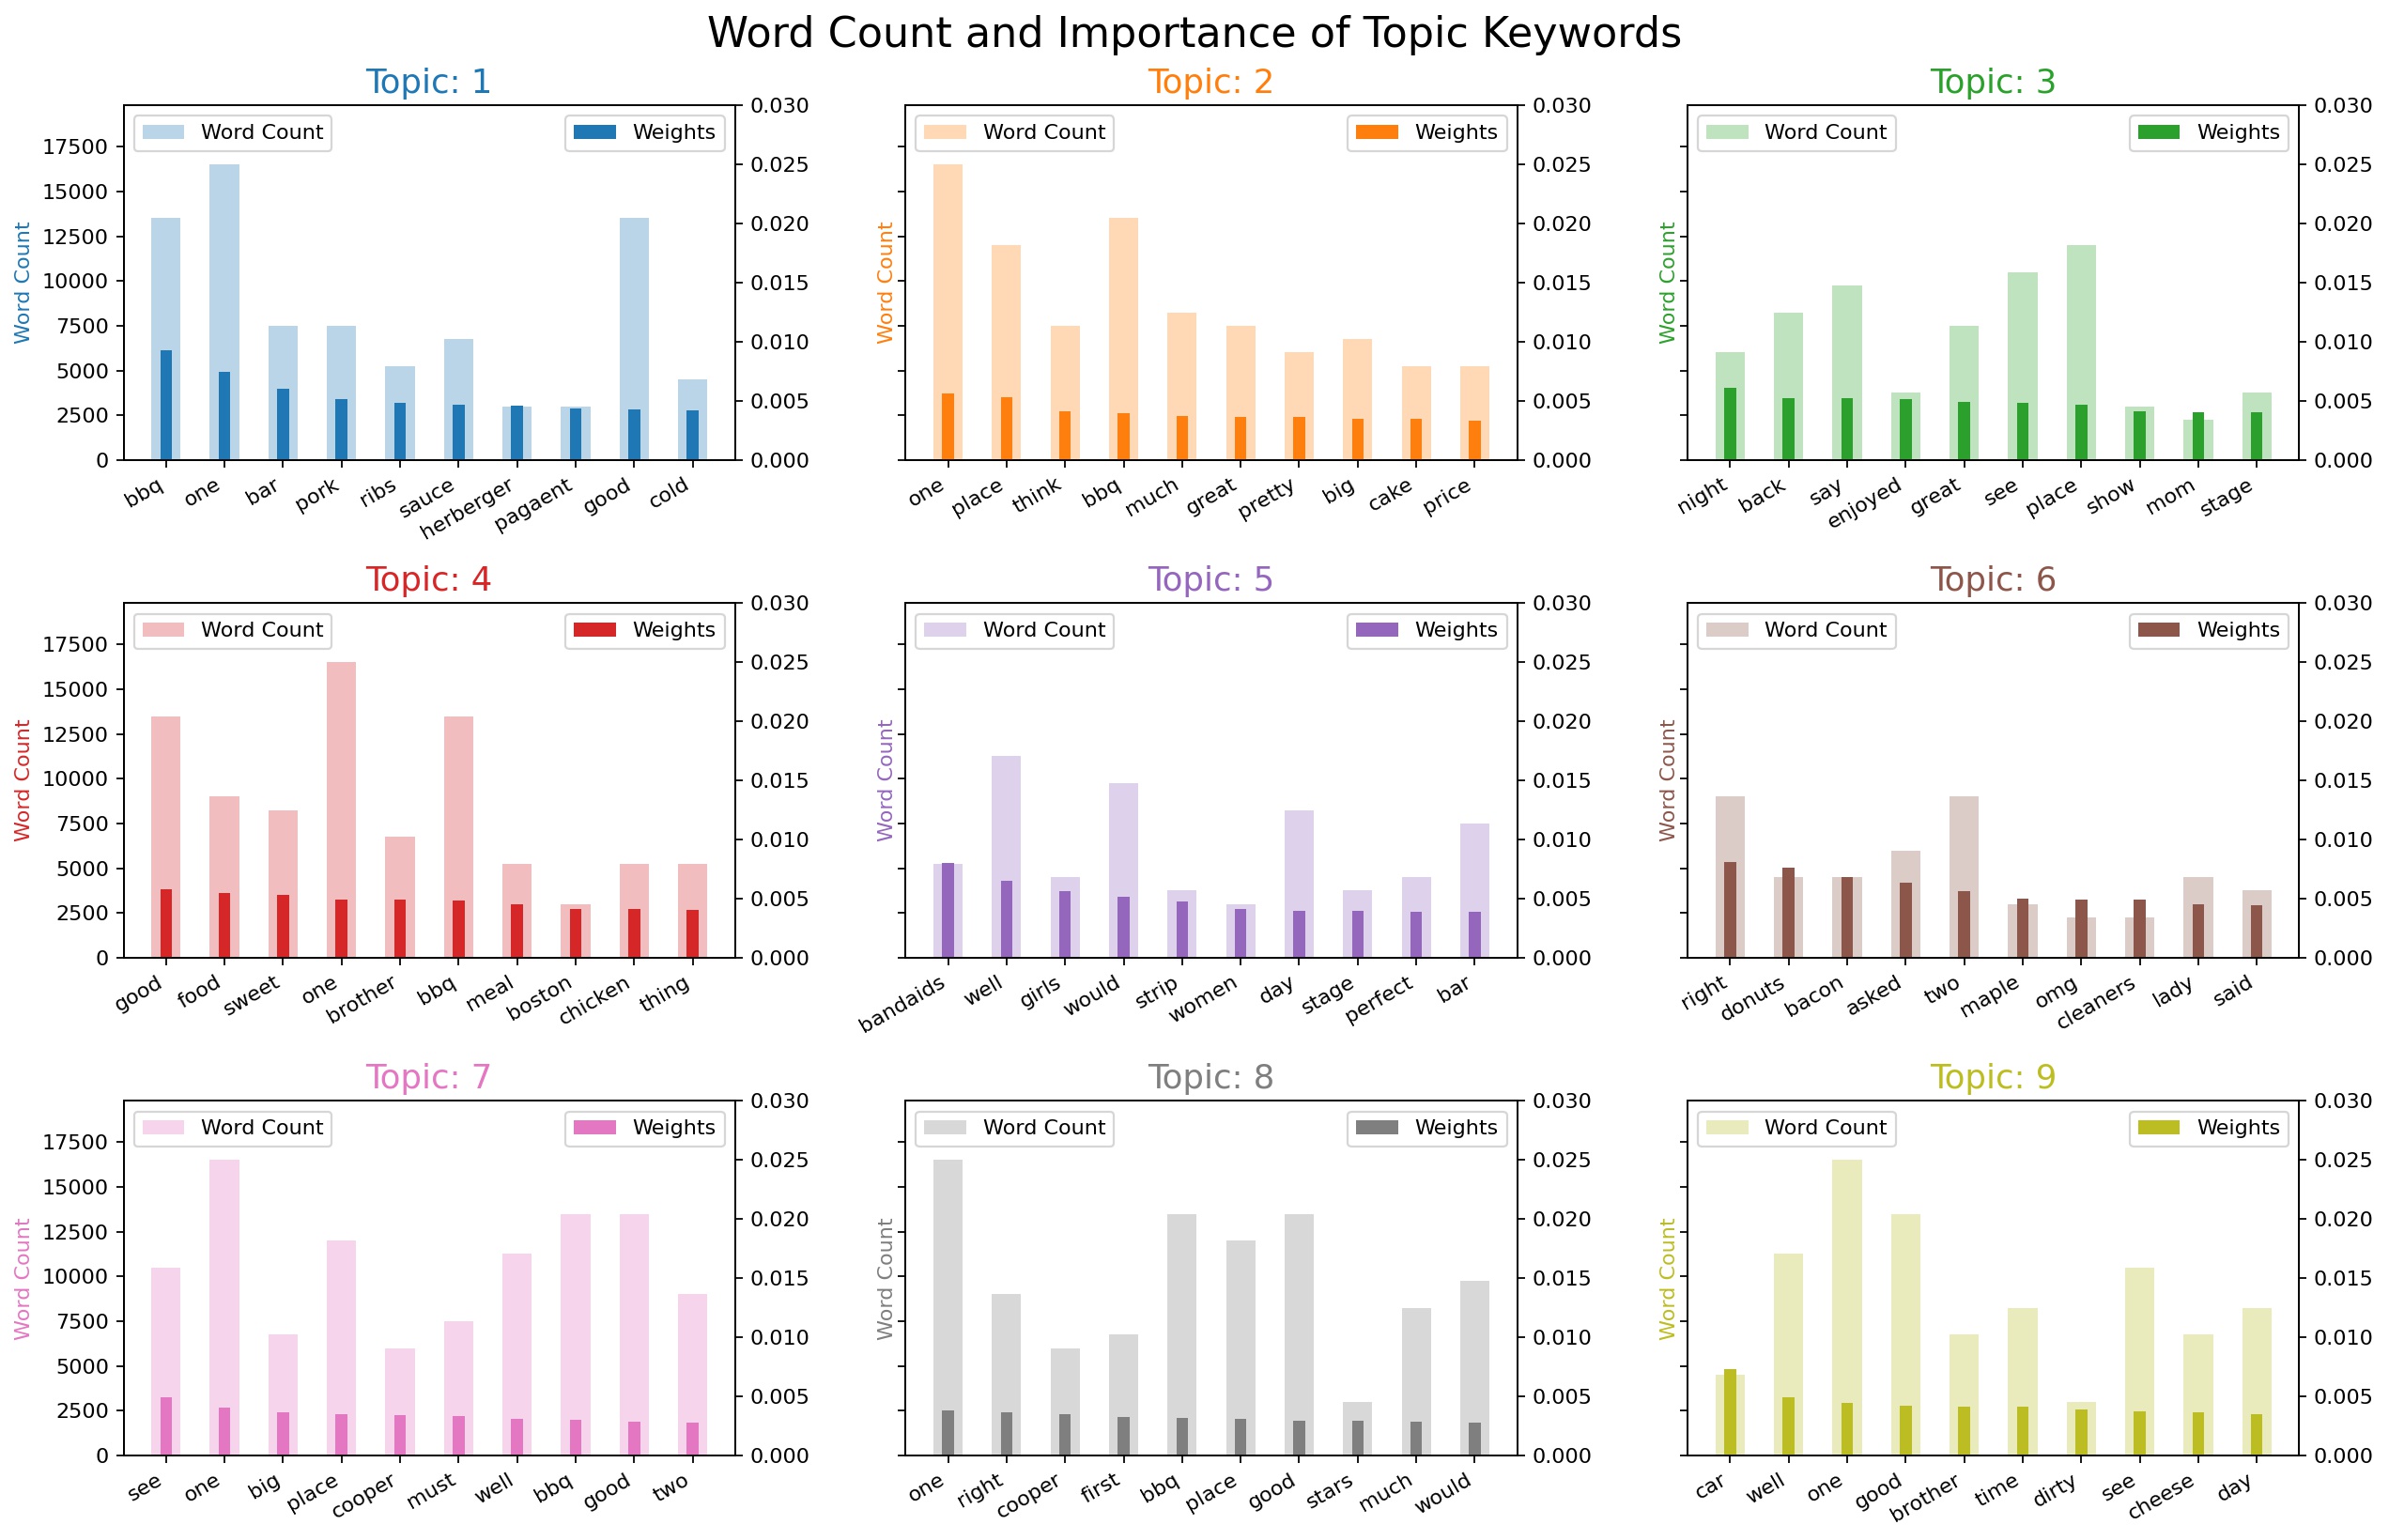 Word Count and Importance of Topic Keywords
Topic: 1
Word Count
Weights
Word Count
17500
15000
12500
10000
7500
5000
2500
0
0.030
0.025
0.020
0.015
0.010
0.005
0.000
bbq
one
bar
pork
ribs
sauce
herberger
pagaent
good
cold
Topic: 2
Word Count
Weights
Word Count
0.030
0.025
0.020
0.015
0.010
0.005
0.000
one
place
think
bbq
much
great
pretty
big
cake
price
Topic: 3
Word Count
Weights
Word Count
0.030
0.025
0.020
0.015
0.010
0.005
0.000
night
back
say
enjoyed
great
see
place
show
mom
stage
Topic: 4
Word Count
Weights
Word Count
17500
15000
12500
10000
7500
5000
2500
0
0.030
0.025
0.020
0.015
0.010
0.005
0.000
good
food
sweet
one
brother
bbq
meal
boston
chicken
thing
Topic: 5
Word Count
Weights
Word Count
0.030
0.025
0.020
0.015
0.010
0.005
0.000
bandaids
well
girls
would
strip
women
day
stage
perfect
bar
Topic: 6
Word Count
Weights
Word Count
0.030
0.025
0.020
0.015
0.010
0.005
0.000
right
donuts
bacon
asked
two
maple
omg
cleaners
lady
said
Topic: 7
Word Count
Weights
Word Count
17500
15000
12500
10000
7500
5000
2500
0
0.030
0.025
0.020
0.015
0.010
0.005
0.000
see
one
big
place
cooper
must
well
bbq
good
two
Topic: 8
Word Count
Weights
Word Count
0.030
0.025
0.020
0.015
0.010
0.005
0.000
one
right
cooper
first
bbq
place
good
stars
much
would
Topic: 9
Word Count
Weights
Word Count
0.030
0.025
0.020
0.015
0.010
0.005
0.000
car
well
one
good
brother
time
dirty
see
cheese
day